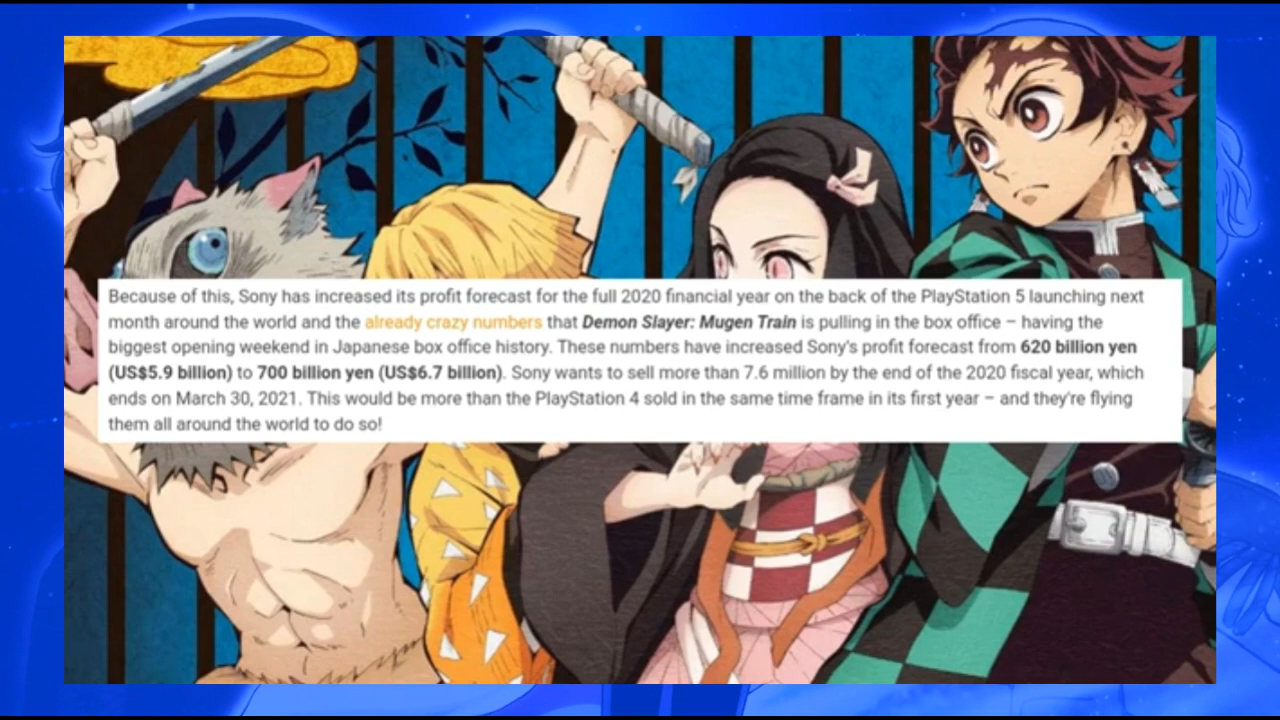 Because of this, Sony has increased its profit forecast for the full 2020 financial year on the back of the PlayStation 5 launching next
month around the world and the already crazy numbers that Demon Slayer: Mugen Train is pulling in the box office – having the
biggest opening weekend in Japanese box office history. These numbers have increased Sony's profit forecast from 620 billion yen
(US$5.9 billion) to 700 billion yen (US$6.7 billion). Sony wants to sell more than 7.6 million by the end of the 2020 fiscal year, which
ends on March 30, 2021. This would be more than the PlayStation 4 sold in the same time frame in its first year – and they're flying
them all around the world to do so!